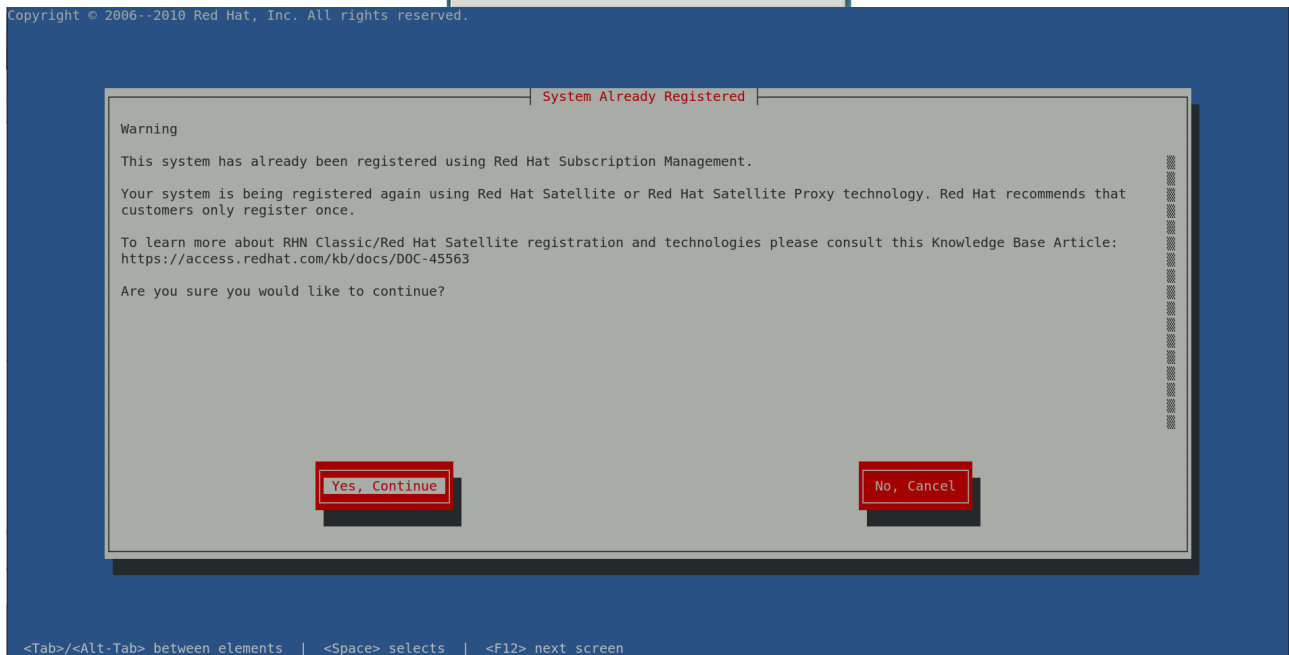 Copyright © 2006--2010 Red Hat, Inc. All rights reserved.
System Already Registered
Warning
This system has already been registered using Red Hat Subscription Management.
Your system is being registered again using Red Hat Satellite or Red Hat Satellite Proxy technology. Red Hat recommends that
customers only register once.
To learn more about RHN Classic/Red Hat Satellite registration and technologies please consult this Knowledge Base Article:
https://access.redhat.com/kb/docs/DOC-45563
Are you sure you would like to continue?
Yes, Continue
No, Cancel
<Tab>/<Alt-Tab> between elements | <Space> selects | <F12> next screen